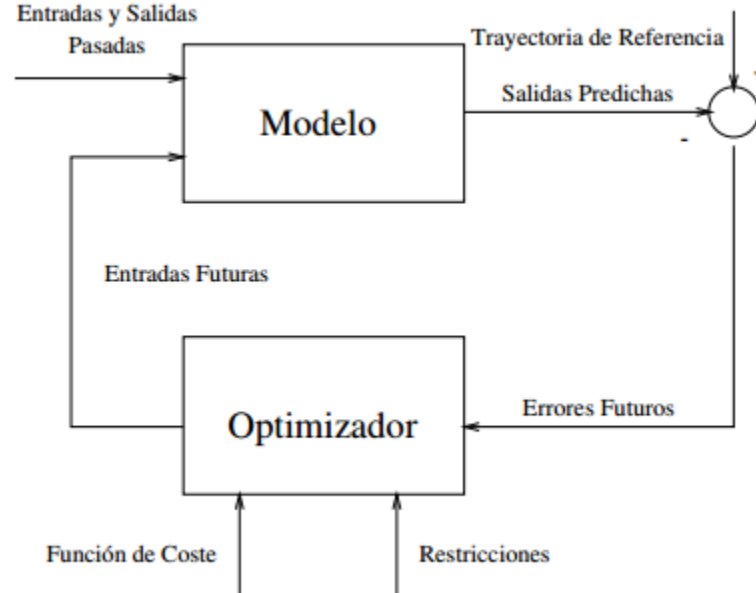 Entradas y Salidas
Pasadas
Trayectoria de Referencia
Modelo
Salidas Predichas
-
Entradas Futuras
Optimizador
Errores Futuros
Función de Coste
Restricciones